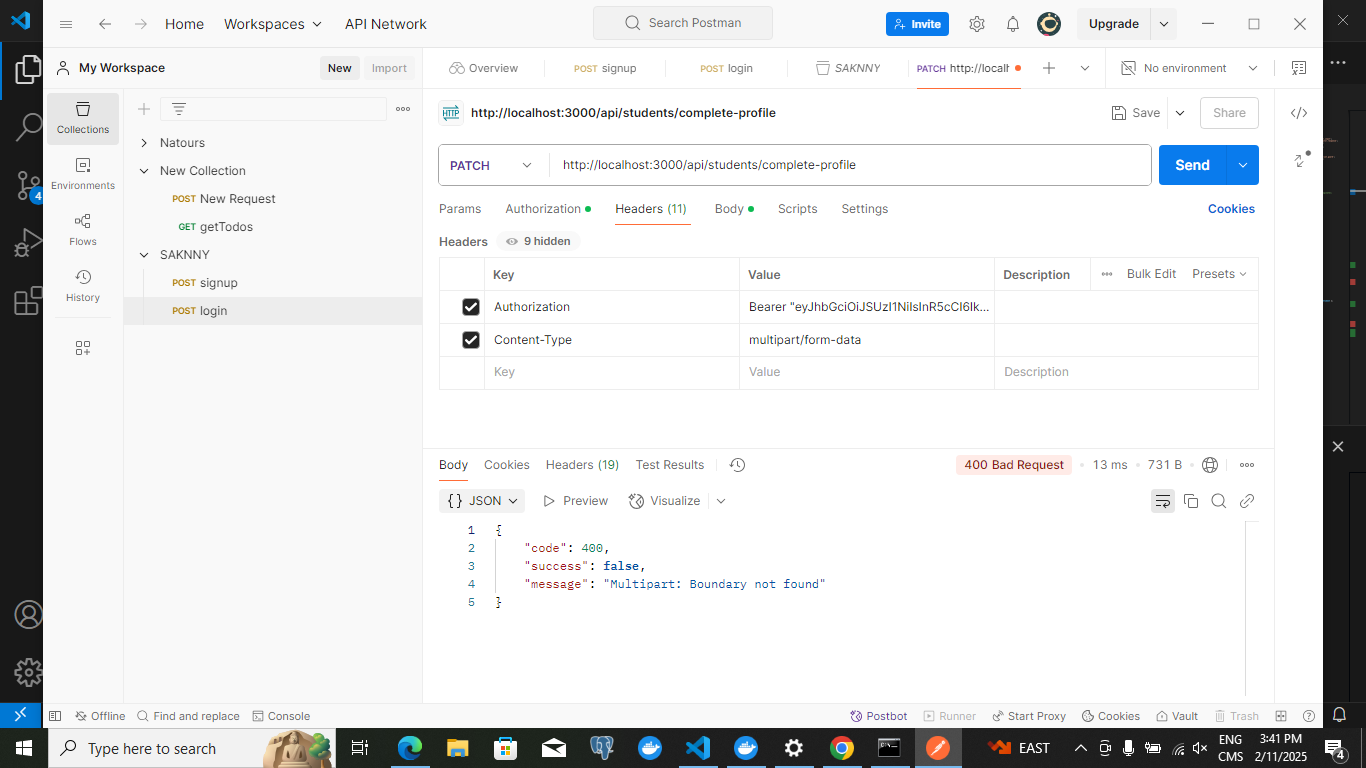 Home
Workspaces
API Network
Search Postman
Invite
Upgrade
My Workspace
New
Import
Overview
POST signup
POST login
SAKNNY
PATCH http://localh
No environment
Collections
Environments
Flows
History
Natours
New Collection
POST New Request
GET getTodos
SAKNNY
POST signup
POST login
HTTP http://localhost:3000/api/students/complete-profile
Save
Share
PATCH
http://localhost:3000/api/students/complete-profile
Send
Params
Authorization
Headers (11)
Body
Scripts
Settings
Cookies
Headers
9 hidden
Key Value Description
Bulk Edit
Presets
Authorization Bearer "eyJhbGciOiJSUzI1NiIsInR5cCI6Ik...
Content-Type multipart/form-data
Key Value Description
Body
Cookies
Headers (19)
Test Results
400 Bad Request
13 ms
731 B
{} JSON
Preview
Visualize
1 {
2 "code": 400,
3 "success": false,
4 "message": "Multipart: Boundary not found"
5 }
Offline
Find and replace
Console
Postbot
Runner
Start Proxy
Cookies
Vault
Trash
4
Type here to search
EAST
ENG
CMS
3:41 PM
2/11/2025
4